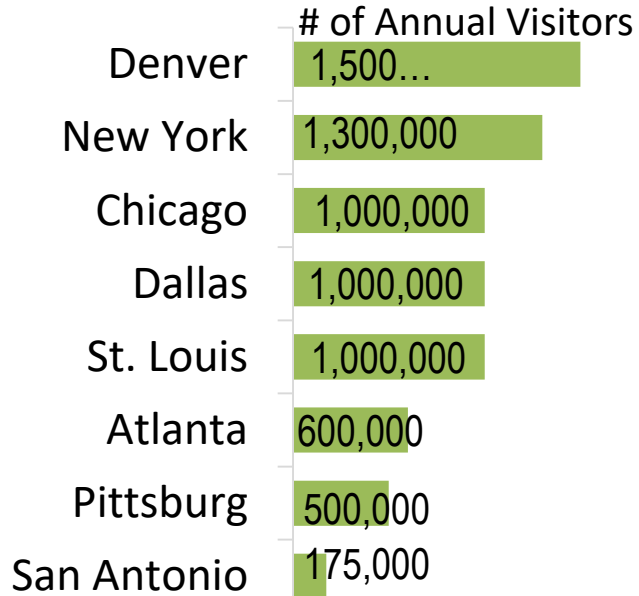 # of Annual Visitors
Denver 1,500…
New York 1,300,000
Chicago 1,000,000
Dallas 1,000,000
St. Louis 1,000,000
Atlanta 600,000
Pittsburg 500,000
San Antonio 175,000